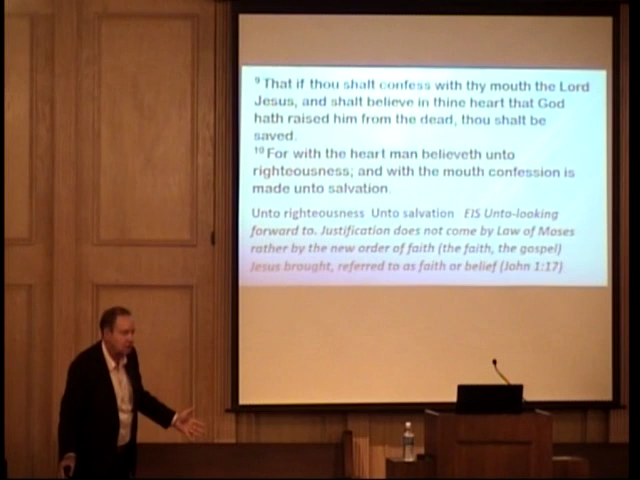 ⁹ That if thou shalt confess with thy mouth the Lord
Jesus, and shalt believe in thine heart that God
hath raised him from the dead, thou shalt be
saved.
¹⁰ For with the heart man believeth unto
righteousness; and with the mouth confession is
made unto salvation.
Unto righteousness Unto salvation EIS Unto-looking
forward to. Justification does not come by Law of Moses
rather by the new order of faith (the faith, the gospel)
Jesus brought, referred to as faith or belief (John 1:17)